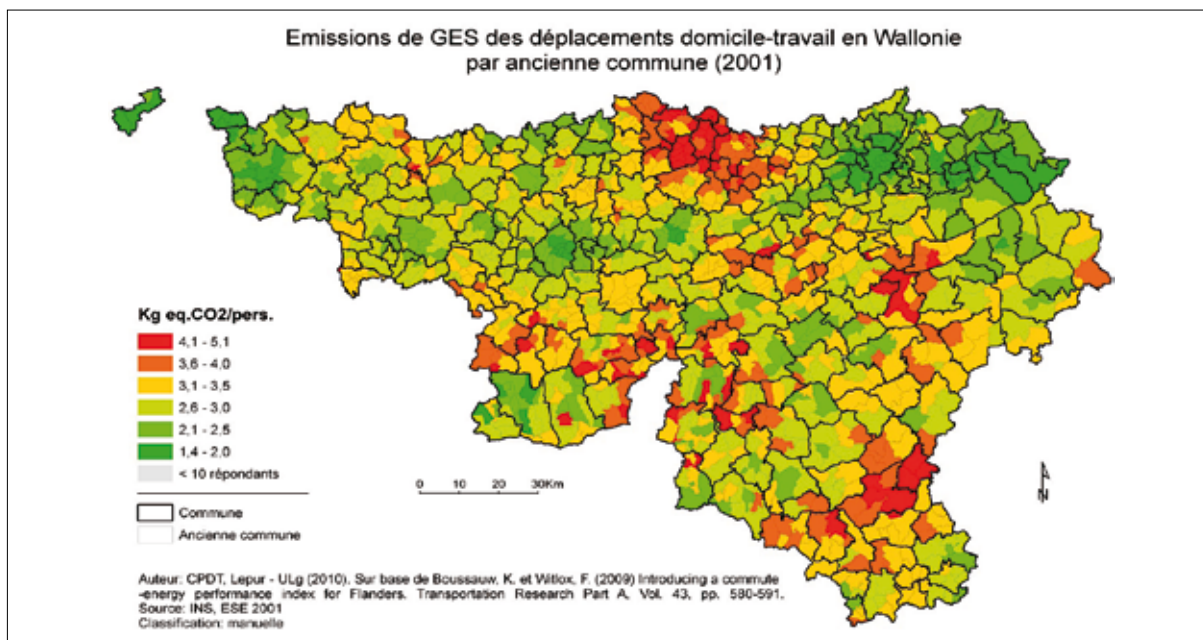 Emissions de GES des déplacements domicile-travail en Wallonie
par ancienne commune (2001)
Kg eq.CO2/pers.
4,1 - 5,1
3,6 - 4,0
3,1 - 3,5
2,6 - 3,0
2,1 - 2,5
1,4 - 2,0
< 10 répondants
Commune
Ancienne commune
0 10 20 30Km
N
Auteur: CPDT, Lepur - ULg (2010). Sur base de Boussauw, K. et Witlox, F. (2009) Introducing a commute
-energy performance index for Flanders. Transportation Research Part A, Vol. 43, pp. 580-591.
Source: INS, ESE 2001
Classification: manuelle